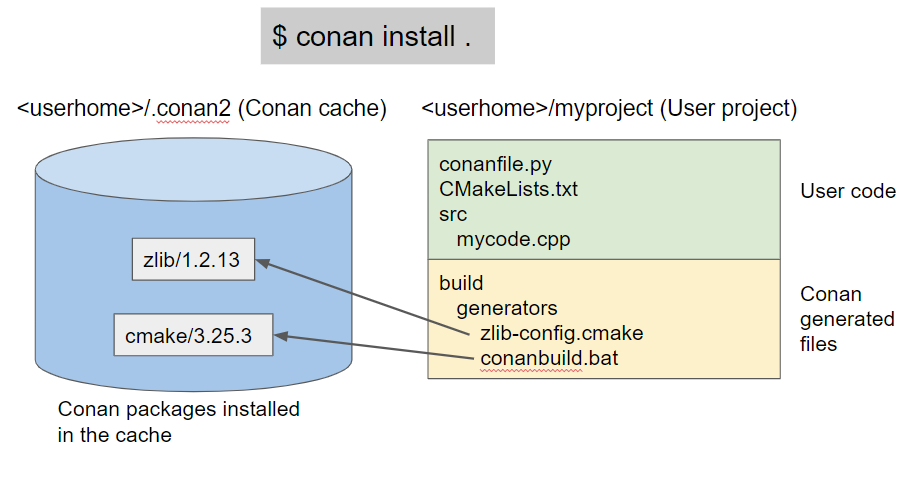 $ conan install .
<userhome>/.conan2 (Conan cache)
<userhome>/myproject (User project)
conanfile.py
CMakeLists.txt
src
mycode.cpp
User code
zlib/1.2.13
cmake/3.25.3
build
generators
zlib-config.cmake
conanbuild.bat
Conan
generated
files
Conan packages installed
in the cache